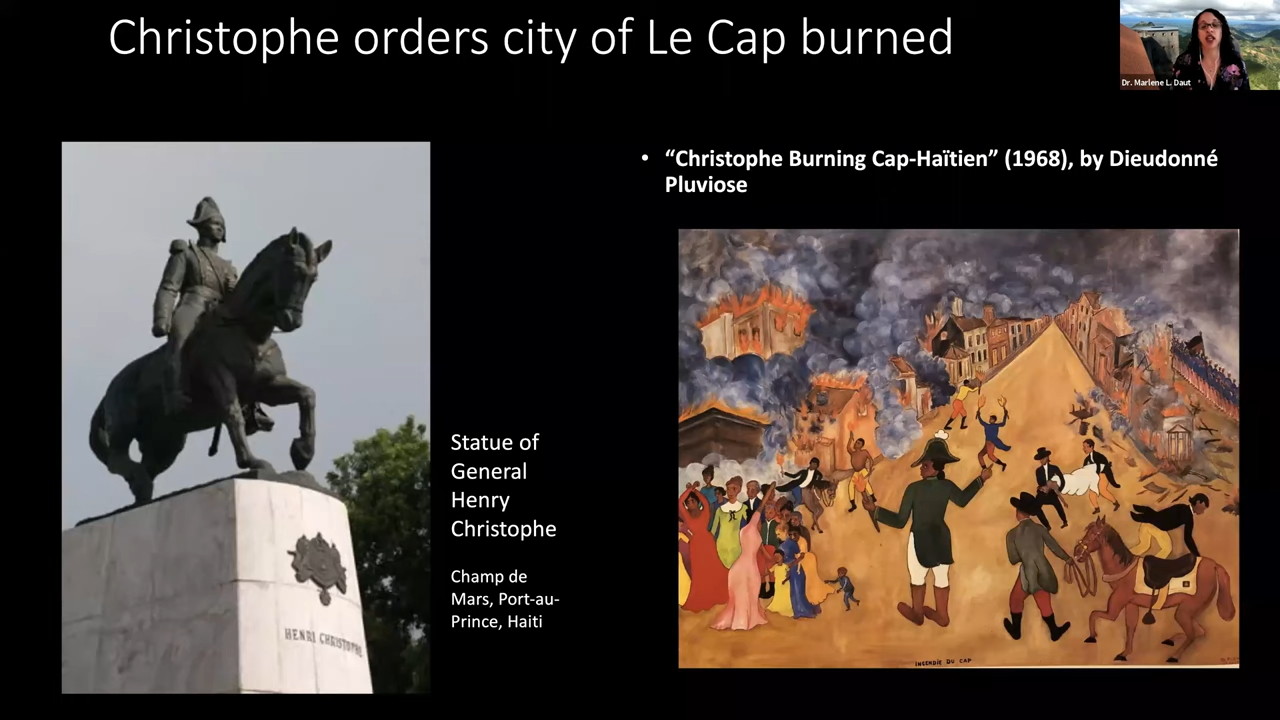 Christophe orders city of Le Cap burned
Dr. Marlene L. Daut
• “Christophe Burning Cap-Haïtien” (1968), by Dieudonné
Pluviose
Statue of
General
Henry
Christophe
Champ de
Mars, Port-au-
Prince, Haiti
HENRI CHRISTOPHE
INSENDIE DU CAP